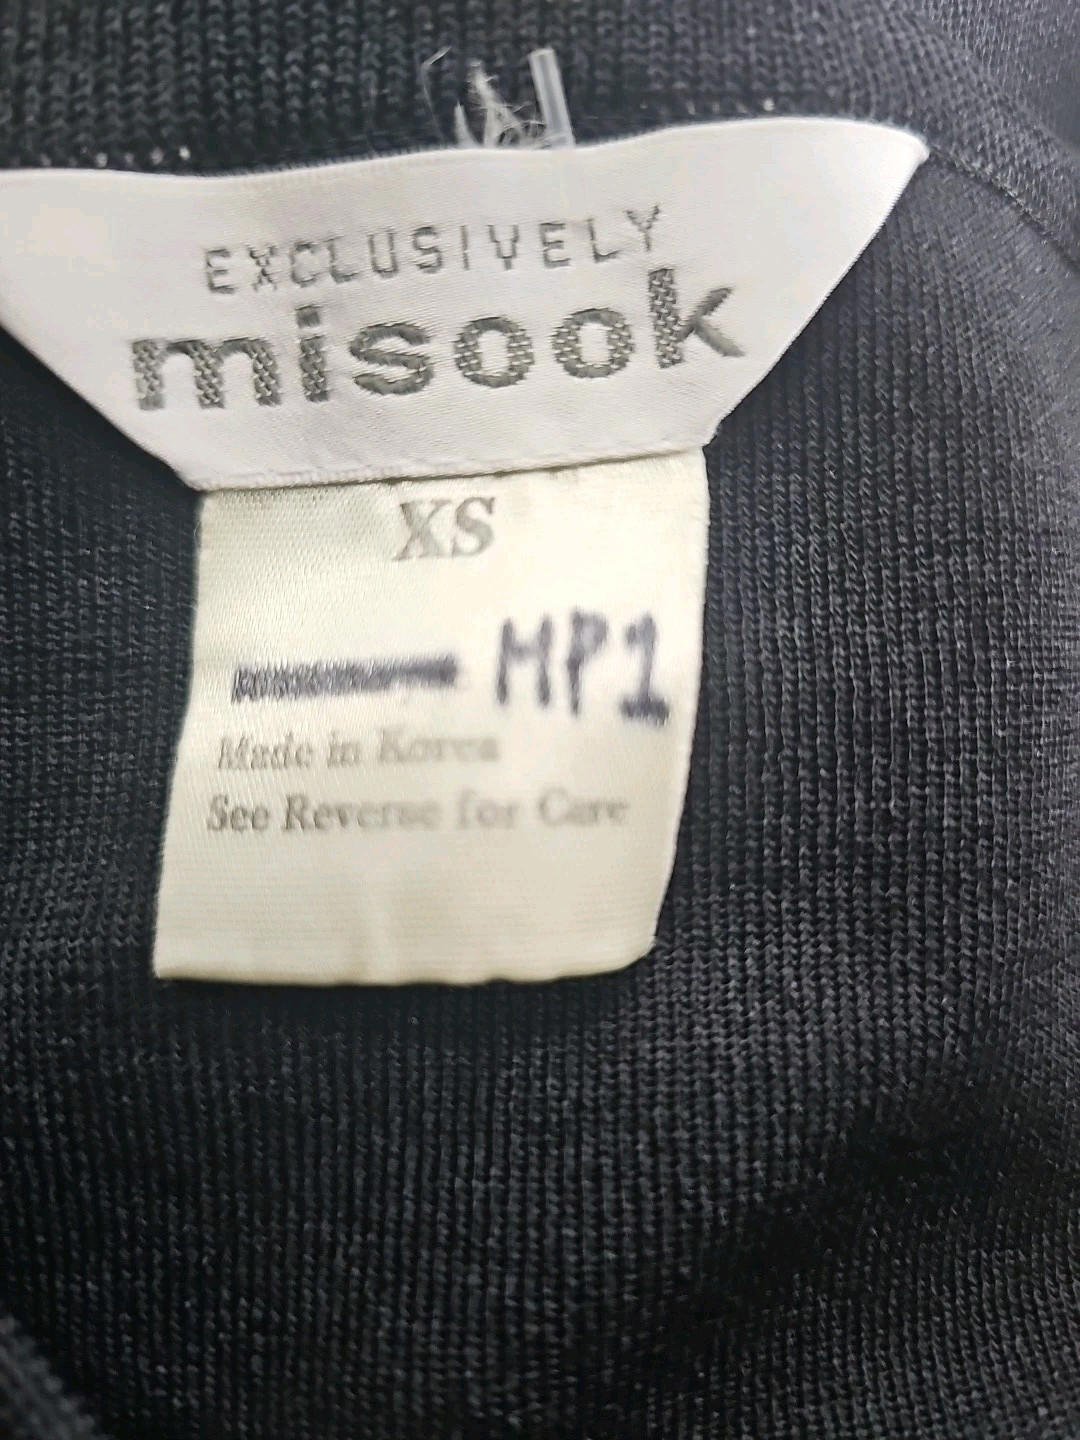 EXCLUSIVELY
misook
XS
MP1
Made in Korea
See Reverse for Care